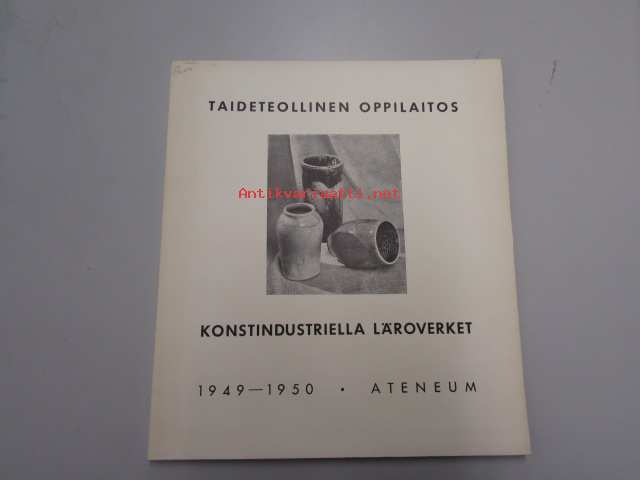 TAIDETEOLLINEN OPPILAITOS
Antikvariaatti.net
KONSTINDUSTRIELLA LÄROVERKET
1949—1950 • ATENEUM